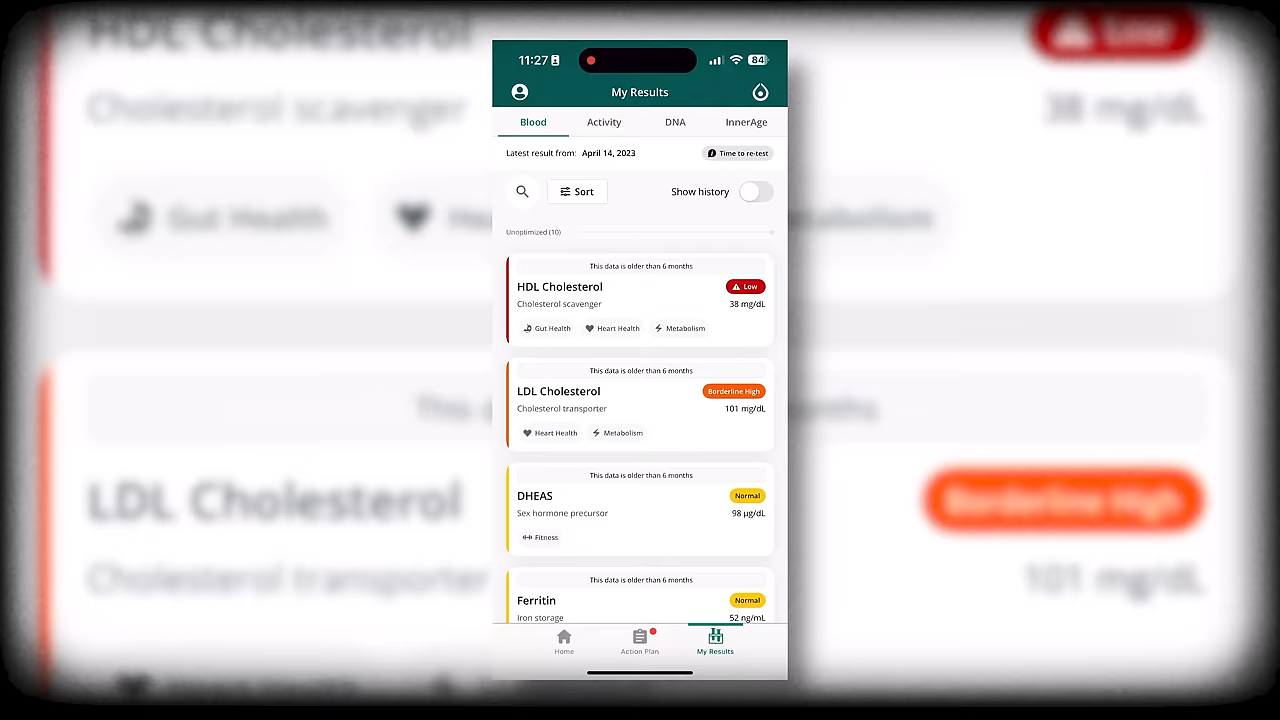 11:27
84
My Results
Blood
Activity
DNA
InnerAge
Latest result from: April 14, 2023
Time to re-test
Sort
Show history
Unoptimized (10)
This data is older than 6 months
HDL Cholesterol
Low
Cholesterol scavenger
38 mg/dL
Gut Health
Heart Health
Metabolism
This data is older than 6 months
LDL Cholesterol
Borderline High
Cholesterol transporter
101 mg/dL
Heart Health
Metabolism
This data is older than 6 months
DHEAS
Normal
Sex hormone precursor
98 µg/dL
Fitness
This data is older than 6 months
Ferritin
Normal
Iron storage
52 ng/mL
Home
Action Plan
My Results
HDL Cholesterol
Low
Cholesterol scavenger
38 mg/dL
Gut Health
LDL Cholesterol
Borderline High
Cholesterol transporter
101 mg/dL